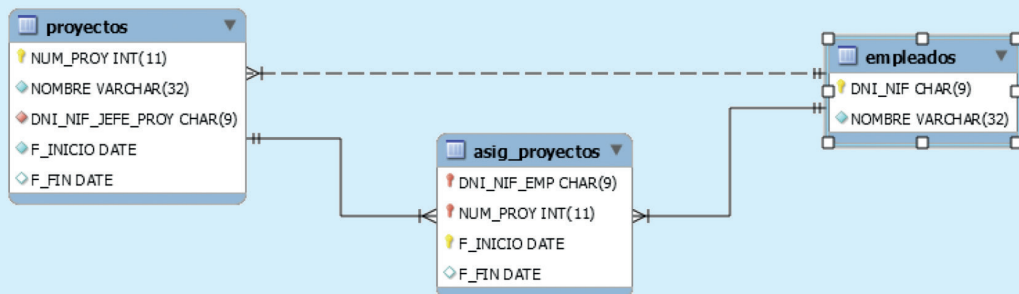 proyectos
NUM_PROY INT(11)
NOMBRE VARCHAR(32)
DNI_NIF_JEFE_PROY CHAR(9)
F_INICIO DATE
F_FIN DATE
empleados
DNI_NIF CHAR(9)
NOMBRE VARCHAR(32)
asig_proyectos
DNI_NIF_EMP CHAR(9)
NUM_PROY INT(11)
F_INICIO DATE
F_FIN DATE